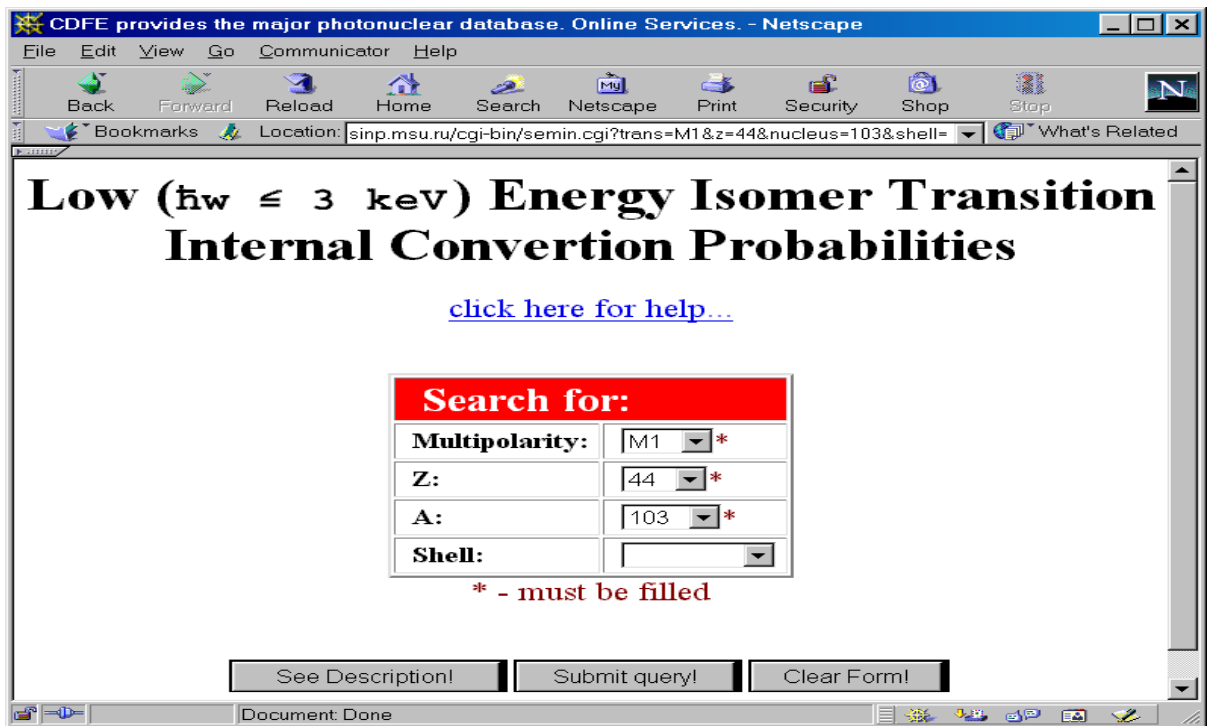 CDFE provides the major photonuclear database. Online Services. - Netscape
File Edit View Go Communicator Help
Back Forward Reload Home Search Netscape Print Security Shop Stop N
Bookmarks Location: sinp.msu.ru/cgi-bin/semin.cgi?trans=M1&z=44&nucleus=103&shell= What's Related
Low (ħw ≤ 3 keV) Energy Isomer Transition
Internal Convertion Probabilities
click here for help...
Search for:
Multipolarity: M1 *
Z: 44 *
A: 103 *
Shell:
* - must be filled
See Description! Submit query! Clear Form!
Document: Done